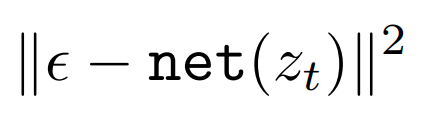 ‖ϵ − net(z_t)‖²